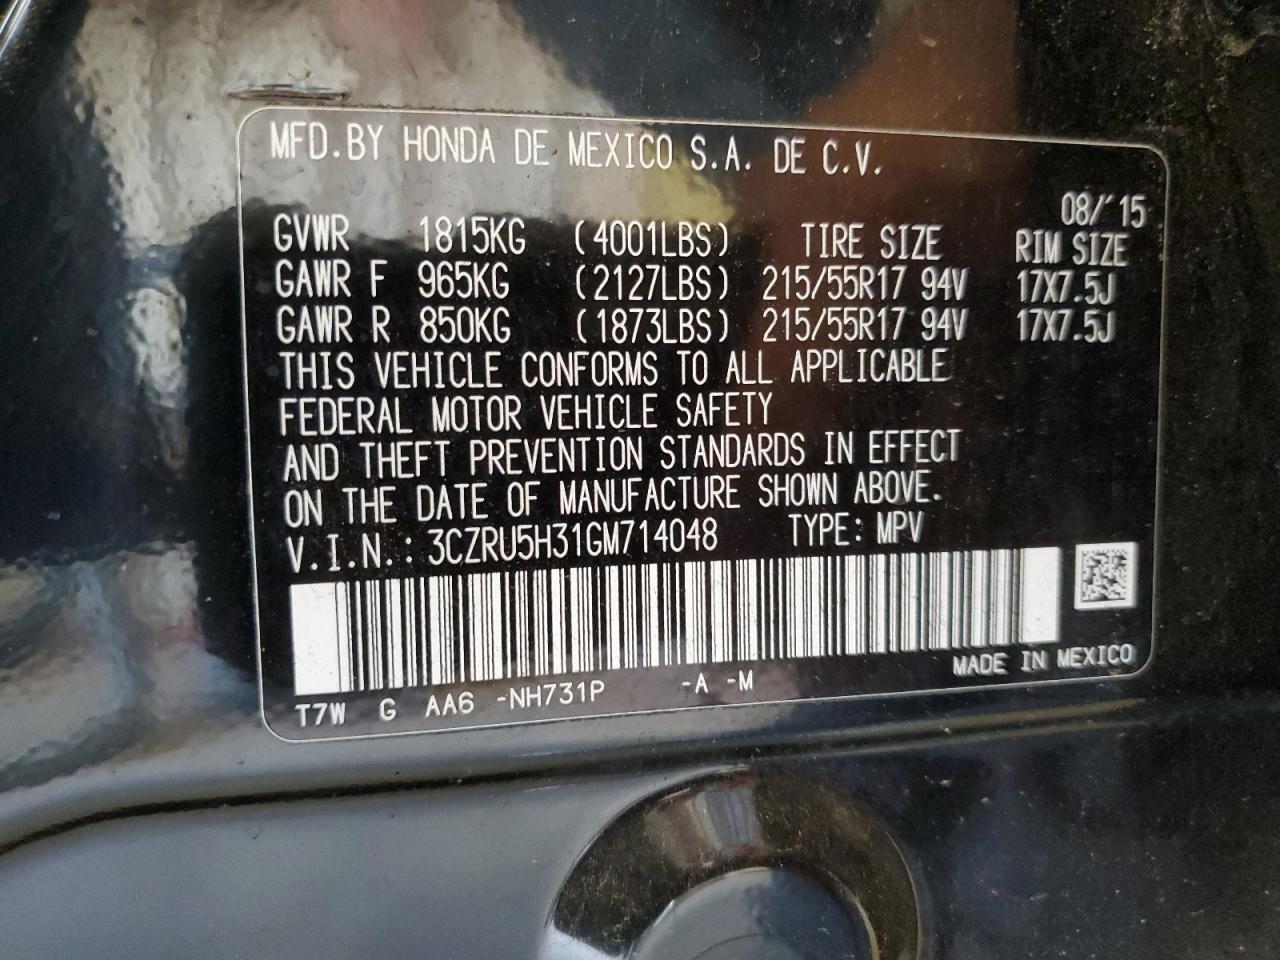 MFD.BY HONDA DE MEXICO S.A. DE C.V.
08/'15
GVWR 1815KG (4001LBS) TIRE SIZE RIM SIZE
GAWR F 965KG (2127LBS) 215/55R17 94V 17X7.5J
GAWR R 850KG (1873LBS) 215/55R17 94V 17X7.5J
THIS VEHICLE CONFORMS TO ALL APPLICABLE
FEDERAL MOTOR VEHICLE SAFETY
AND THEFT PREVENTION STANDARDS IN EFFECT
ON THE DATE OF MANUFACTURE SHOWN ABOVE.
V.I.N.: 3CZRU5H31GM714048 TYPE: MPV
MADE IN MEXICO
T7W G AA6 -NH731P -A -M